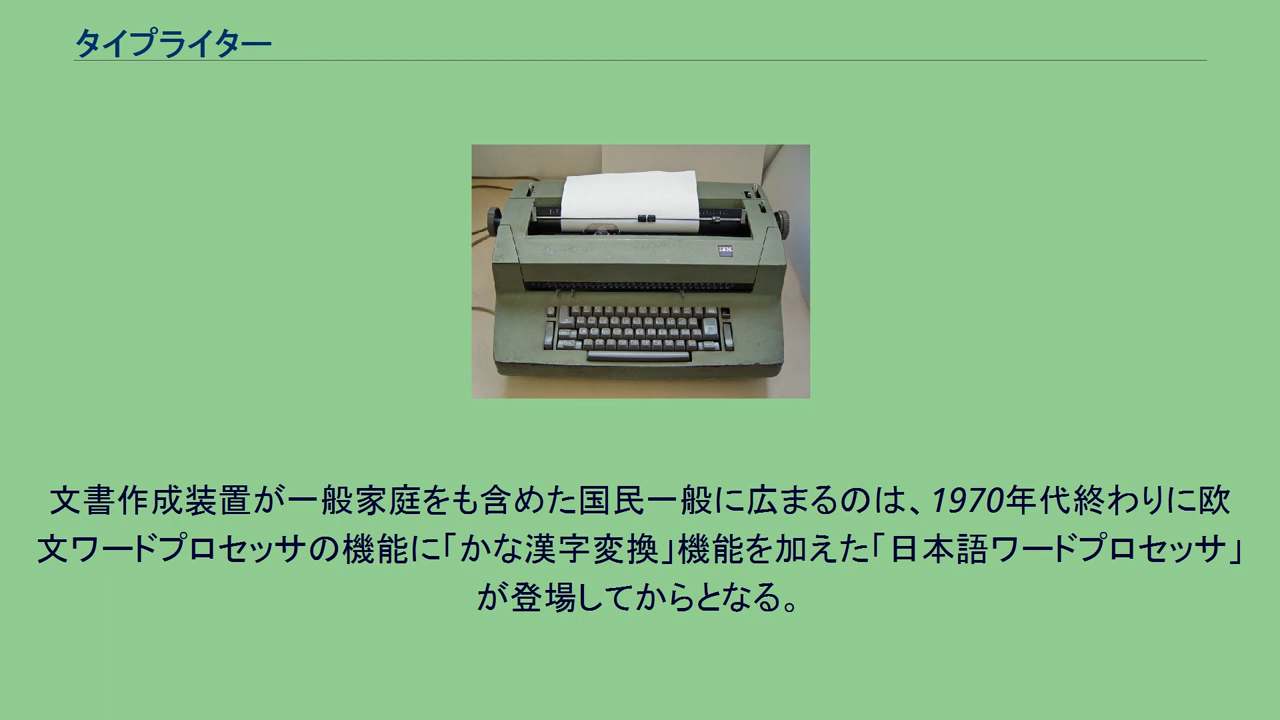 タイプライター
IBM
文書作成装置が一般家庭をも含めた国民一般に広まるのは、1970年代終わりに欧
文ワードプロセッサの機能に「かな漢字変換」機能を加えた「日本語ワードプロセッサ」
が登場してからとなる。